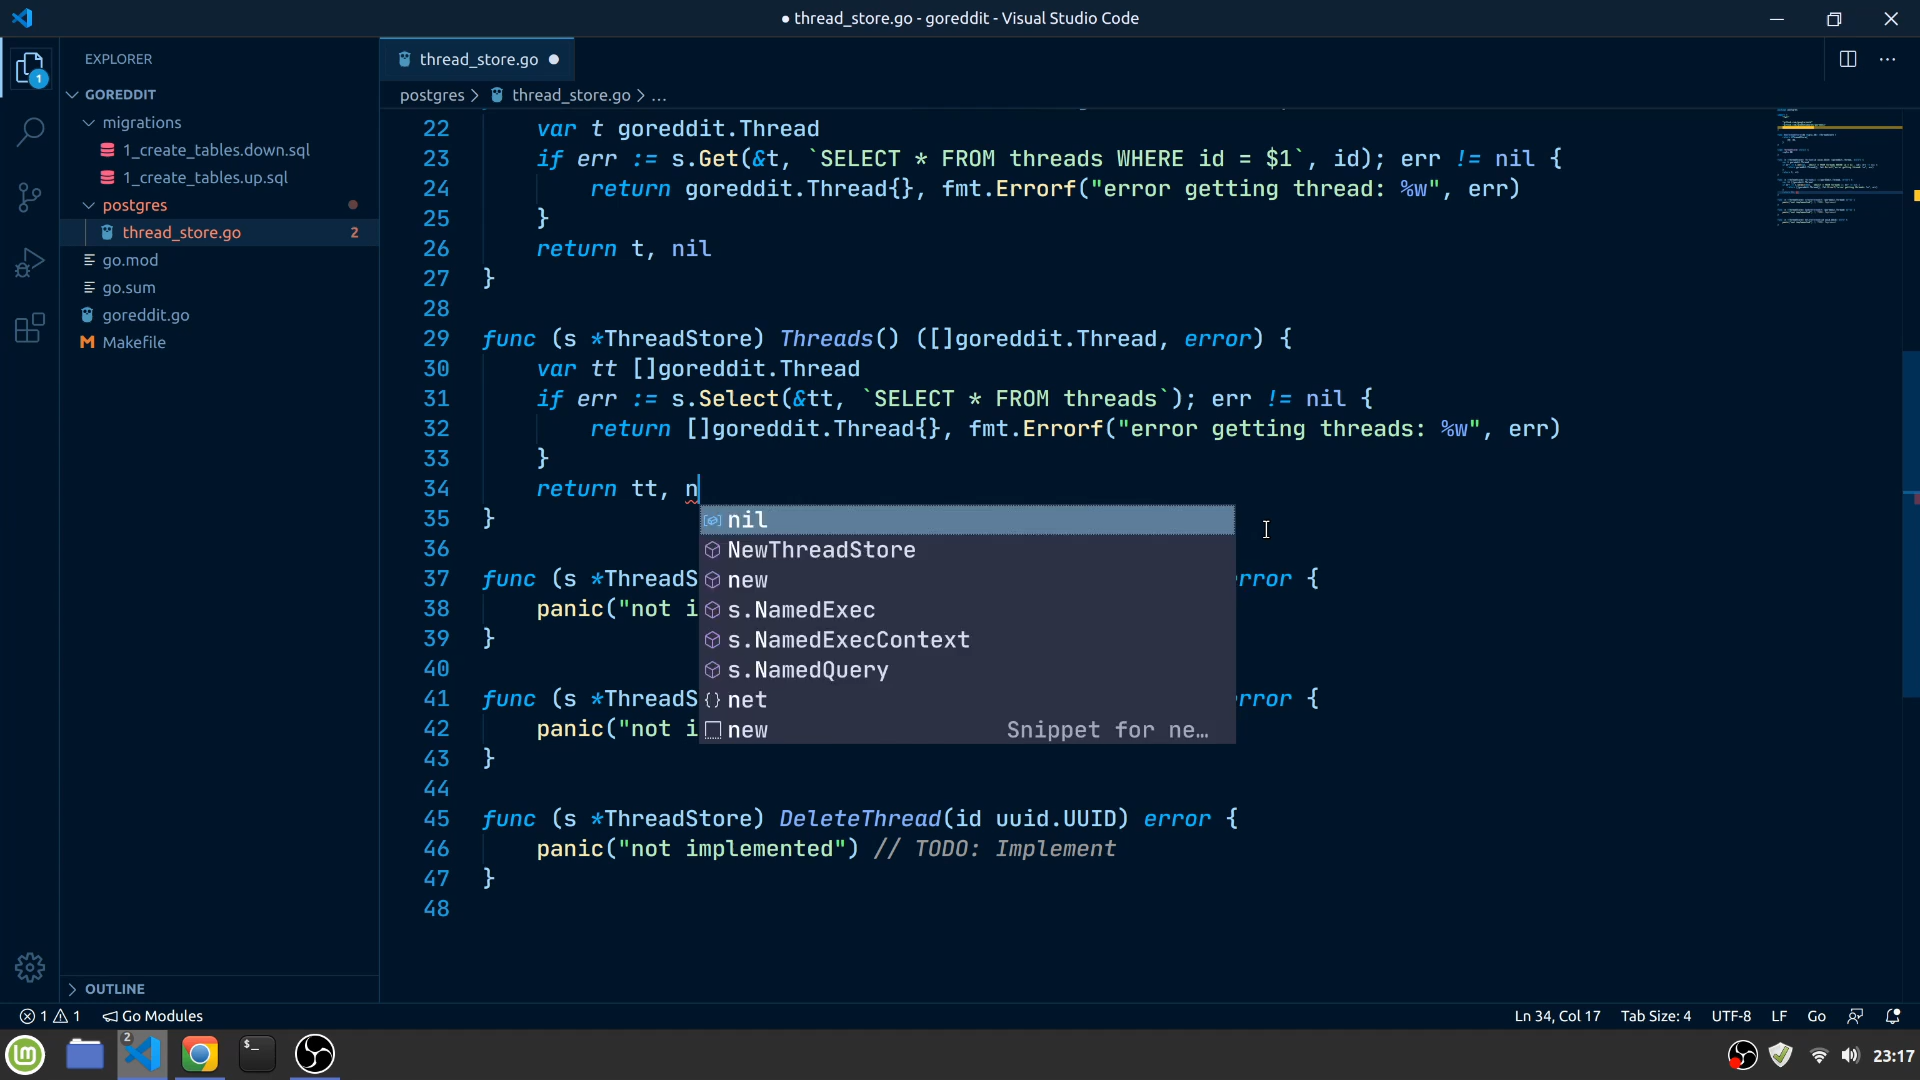 ● thread_store.go - goreddit - Visual Studio Code
EXPLORER
GOREDDIT
migrations
1_create_tables.down.sql
1_create_tables.up.sql
postgres
thread_store.go 2
go.mod
go.sum
goreddit.go
Makefile
OUTLINE
1
thread_store.go
postgres > thread_store.go > ...
22 var t goreddit.Thread
23 if err := s.Get(&t, `SELECT * FROM threads WHERE id = $1`, id); err != nil {
24 return goreddit.Thread{}, fmt.Errorf("error getting thread: %w", err)
25 }
26 return t, nil
27 }
28
29 func (s *ThreadStore) Threads() ([]goreddit.Thread, error) {
30 var tt []goreddit.Thread
31 if err := s.Select(&tt, `SELECT * FROM threads`); err != nil {
32 return []goreddit.Thread{}, fmt.Errorf("error getting threads: %w", err)
33 }
34 return tt, n
35 }
36
37 func (s *ThreadS rror {
38 panic("not i
39 }
40
41 func (s *ThreadS rror {
42 panic("not i
43 }
44
45 func (s *ThreadStore) DeleteThread(id uuid.UUID) error {
46 panic("not implemented") // TODO: Implement
47 }
48
nil
NewThreadStore
new
s.NamedExec
s.NamedExecContext
s.NamedQuery
net
new Snippet for ne…
1 1 Go Modules
Ln 34, Col 17 Tab Size: 4 UTF-8 LF Go
2
$_
23:17